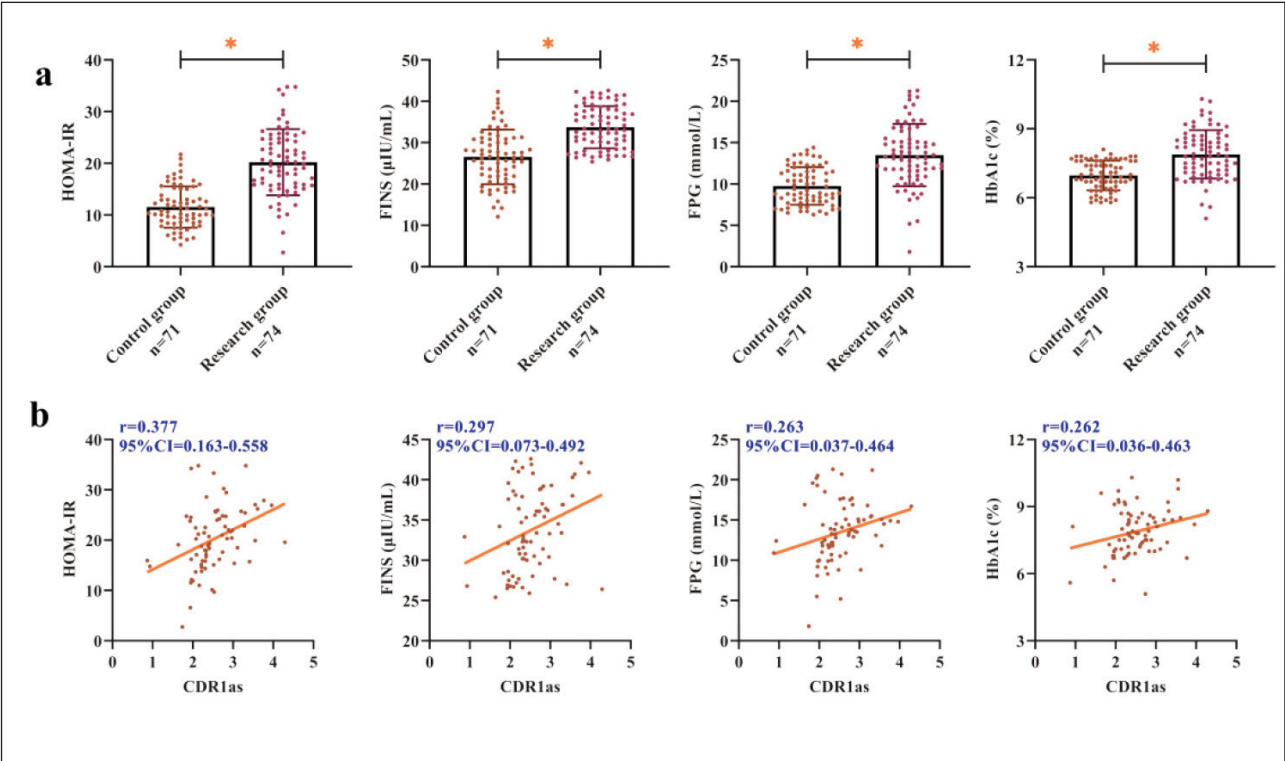 a
*
*
*
*
HOMA-IR
40
30
20
10
0
Control group
n=71
Research group
n=74
FINS (μIU/mL)
50
40
30
20
10
0
Control group
n=71
Research group
n=74
FPG (mmol/L)
25
20
15
10
5
0
Control group
n=71
Research group
n=74
HbA1c (%)
12
9
6
3
Control group
n=71
Research group
n=74
b
r=0.377
95%CI=0.163-0.558
HOMA-IR
40
30
20
10
0
0 1 2 3 4 5
CDR1as
r=0.297
95%CI=0.073-0.492
FINS (μIU/mL)
45
40
35
30
25
20
0 1 2 3 4 5
CDR1as
r=0.263
95%CI=0.037-0.464
FPG (mmol/L)
25
20
15
10
5
0
0 1 2 3 4 5
CDR1as
r=0.262
95%CI=0.036-0.463
HbA1c (%)
12
9
6
3
0 1 2 3 4 5
CDR1as